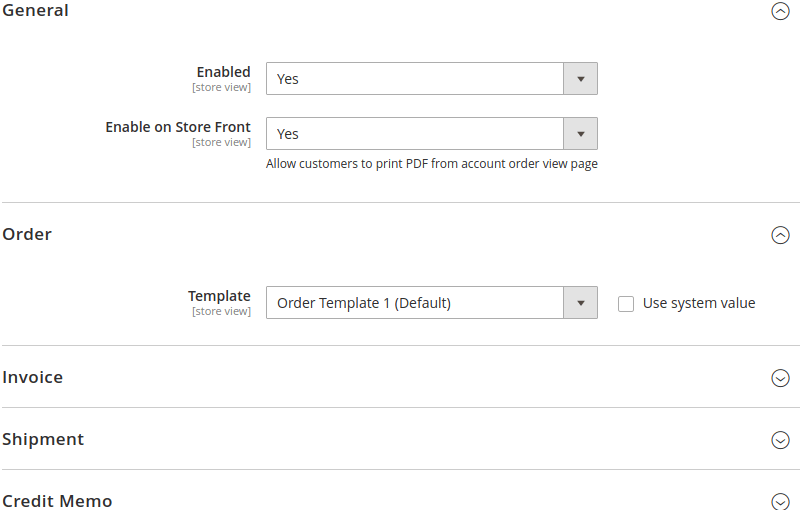 General
Enabled
[store view]
Yes
Enable on Store Front
[store view]
Yes
Allow customers to print PDF from account order view page
Order
Template
[store view]
Order Template 1 (Default)
Use system value
Invoice
Shipment
Credit Memo